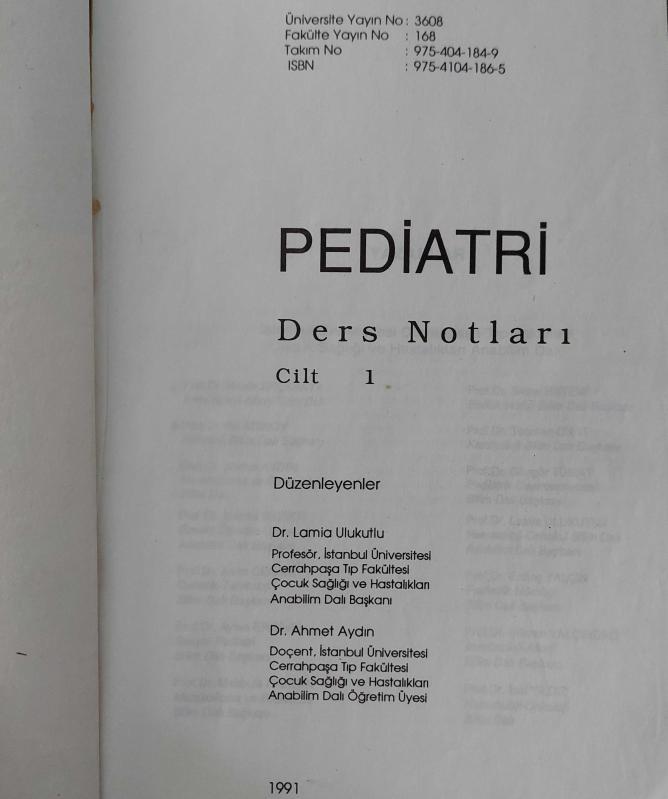 Üniversite Yayın No : 3608
Fakülte Yayın No : 168
Takım No : 975-404-184-9
ISBN : 975-4104-186-5
PEDİATRİ
Ders Notları
Cilt 1
Düzenleyenler
Dr. Lamia Ulukutlu
Profesör, İstanbul Üniversitesi
Cerrahpaşa Tıp Fakültesi
Çocuk Sağlığı ve Hastalıkları
Anabilim Dalı Başkanı
Dr. Ahmet Aydın
Doçent, İstanbul Üniversitesi
Cerrahpaşa Tıp Fakültesi
Çocuk Sağlığı ve Hastalıkları
Anabilim Dalı Öğretim Üyesi
1991